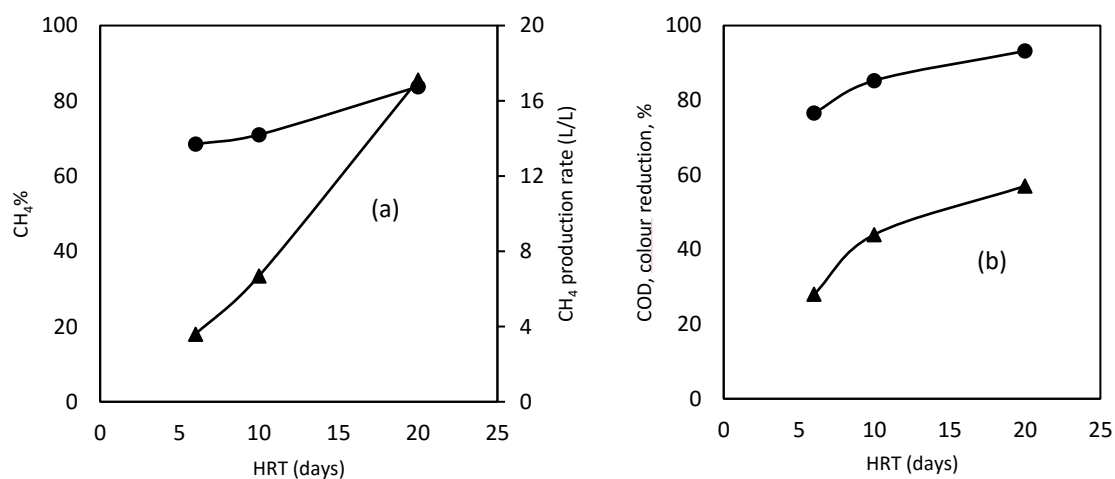 100
80
60
40
20
0
CH₄%
20
16
12
8
4
0
CH₄ production rate (L/L)
(a)
0 5 10 15 20 25
HRT (days)
100
80
60
40
20
0
COD, colour reduction, %
(b)
0 5 10 15 20 25
HRT (days)